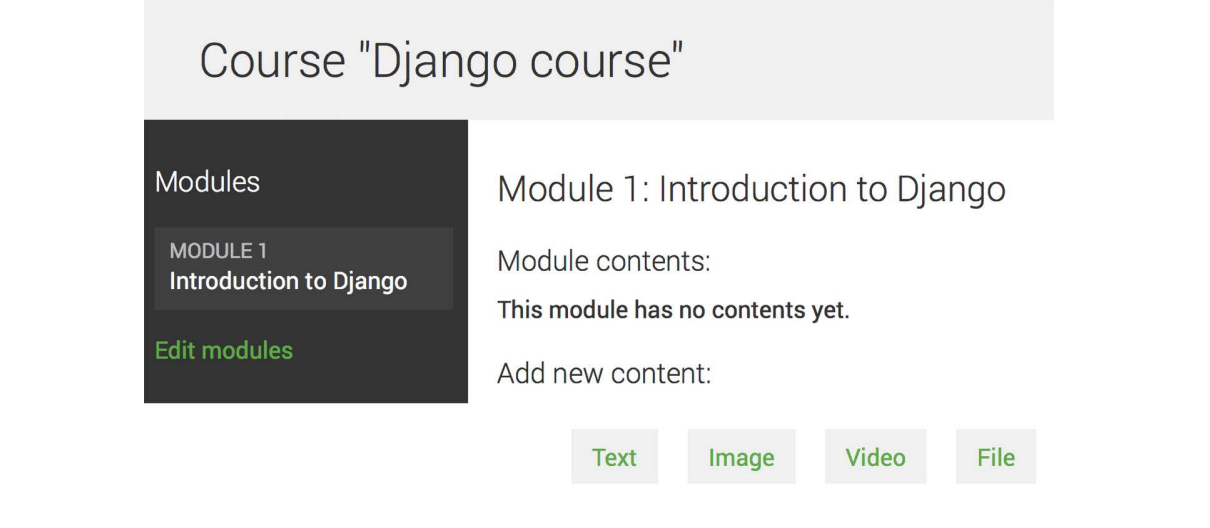 Course "Django course"
Modules
MODULE 1
Introduction to Django
Edit modules
Module 1: Introduction to Django
Module contents:
This module has no contents yet.
Add new content:
Text Image Video File